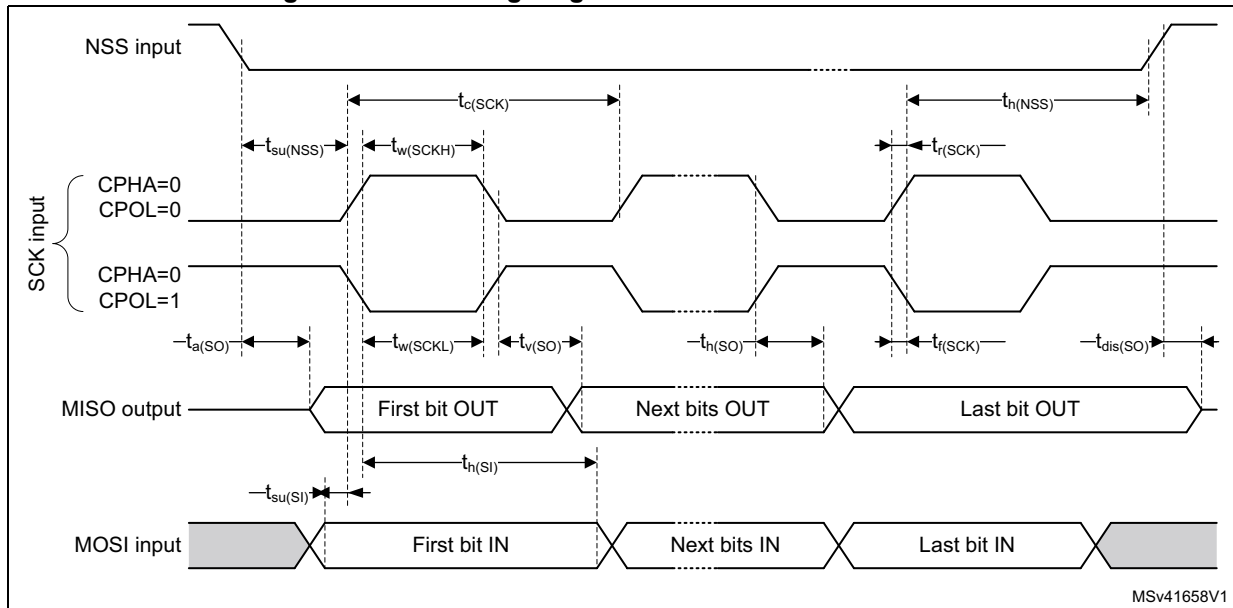 NSS input
tc(SCK)
th(NSS)
tsu(NSS)
tw(SCKH)
tr(SCK)
SCK input
CPHA=0
CPOL=0
CPHA=0
CPOL=1
ta(SO)
tw(SCKL)
tv(SO)
th(SO)
tf(SCK)
tdis(SO)
MISO output
First bit OUT
Next bits OUT
Last bit OUT
th(SI)
tsu(SI)
MOSI input
First bit IN
Next bits IN
Last bit IN
MSv41658V1